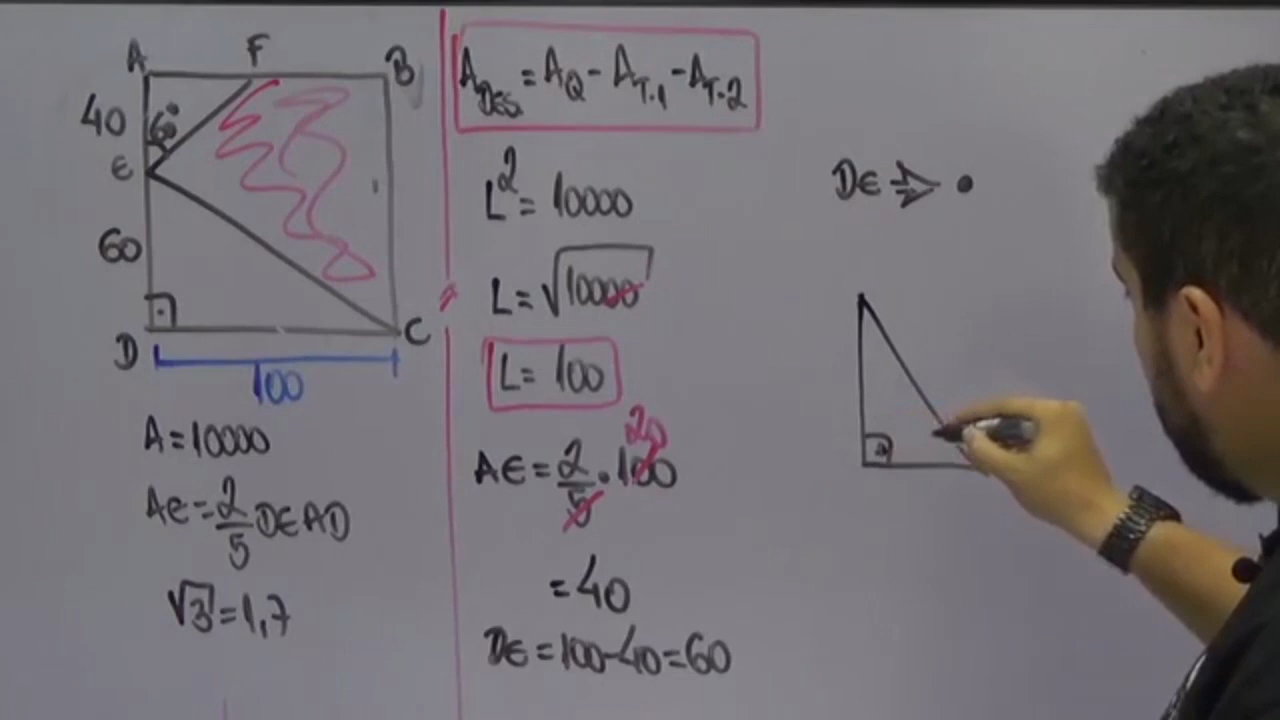 A F B
40 60°
E
60
D C
100
A = 10000
AE = 2/5 DE AD
√3 = 1,7
A_DES. = A_Q - A_T.1 - A_T.2
L² = 10000
L = √10000
L = 100
20
AE = 2/5 . 100
= 40
DE = 100-40 = 60
DE ⇒ •